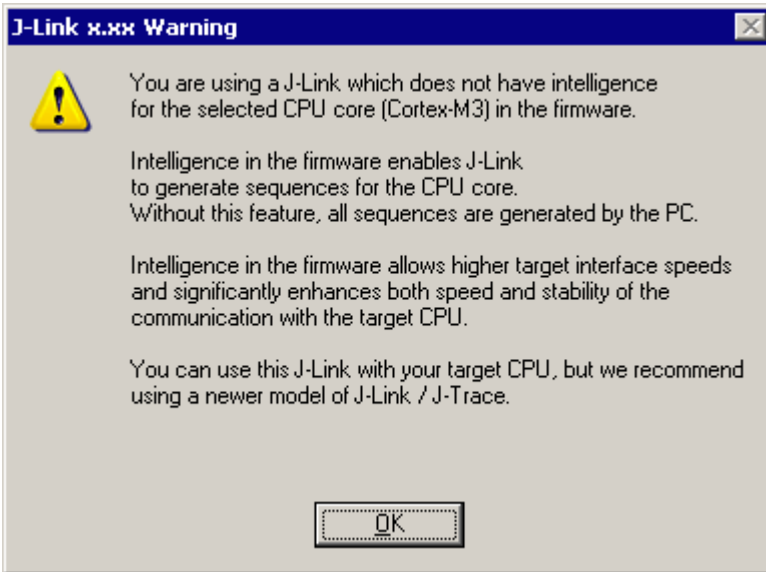 J-Link x.xx Warning
You are using a J-Link which does not have intelligence
for the selected CPU core (Cortex-M3) in the firmware.
Intelligence in the firmware enables J-Link
to generate sequences for the CPU core.
Without this feature, all sequences are generated by the PC.
Intelligence in the firmware allows higher target interface speeds
and significantly enhances both speed and stability of the
communication with the target CPU.
You can use this J-Link with your target CPU, but we recommend
using a newer model of J-Link / J-Trace.
OK